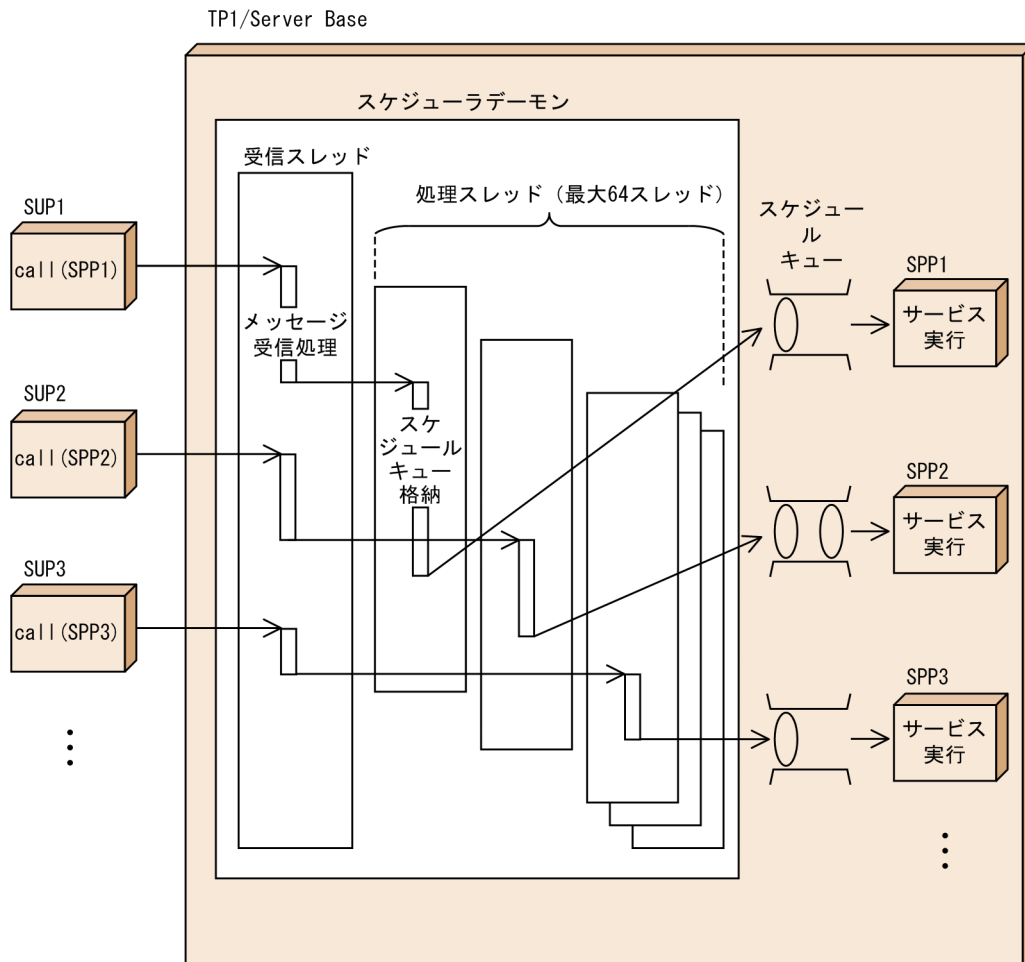 TP1/Server Base
スケジューラデーモン
受信スレッド
処理スレッド（最大64スレッド）
スケジュー
ル
キュー
SUP1
call(SPP1)
メッセージ
受信処理
SPP1
サービス
実行
SUP2
call(SPP2)
スケ
ジュール
キュー
格納
SPP2
サービス
実行
SUP3
call(SPP3)
SPP3
サービス
実行